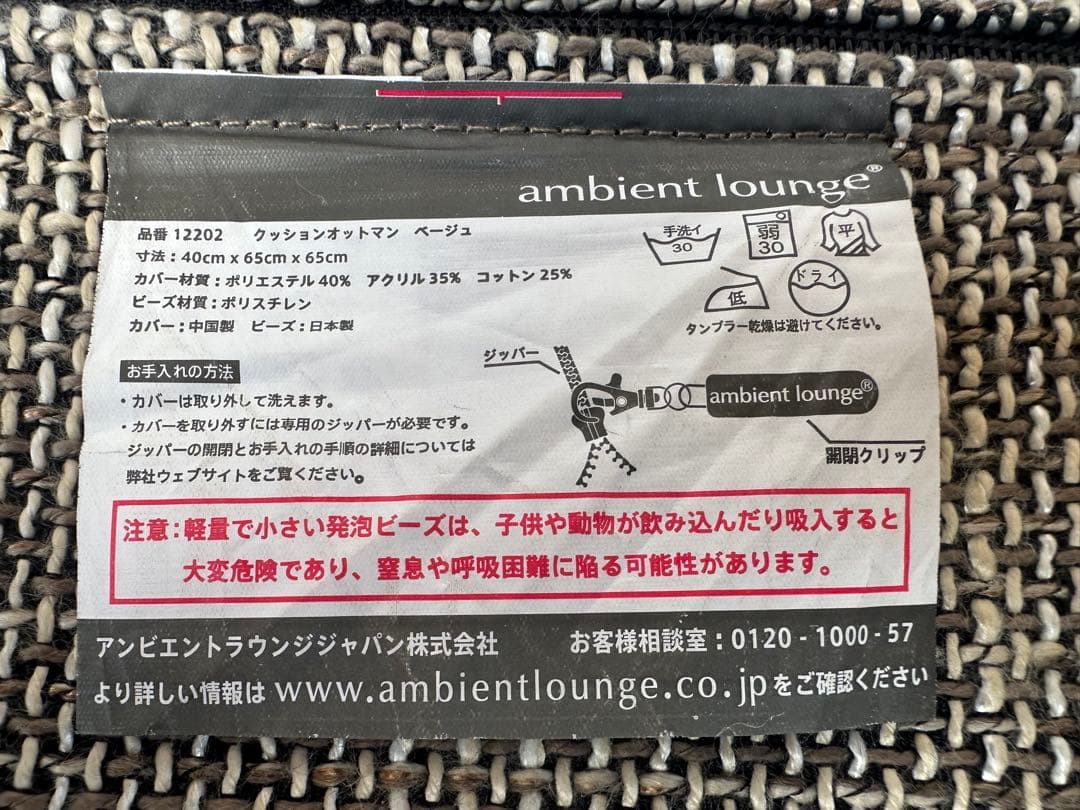 ambient lounge®
品番 12202 クッションオットマン ベージュ
寸法：40cm x 65cm x 65cm
カバー材質：ポリエステル 40% アクリル 35% コットン 25%
ビーズ材質：ポリスチレン
カバー：中国製 ビーズ：日本製
手洗イ
30
弱
30
平
低
ドライ
タンブラー乾燥は避けてください。
お手入れの方法
・カバーは取り外して洗えます。
・カバーを取り外ずには専用のジッパーが必要です。
ジッパーの開閉とお手入れの手順の詳細については
弊社ウェブサイトをご覧ください。
ジッパー
ambient lounge®
開閉クリップ
注意：軽量で小さい発泡ビーズは、子供や動物が飲み込んだり吸入すると
大変危険であり、窒息や呼吸困難に陥る可能性があります。
アンビエントラウンジジャパン株式会社 お客様相談室：0120 - 1000 - 57
より詳しい情報は www.ambientlounge.co.jp をご確認ください